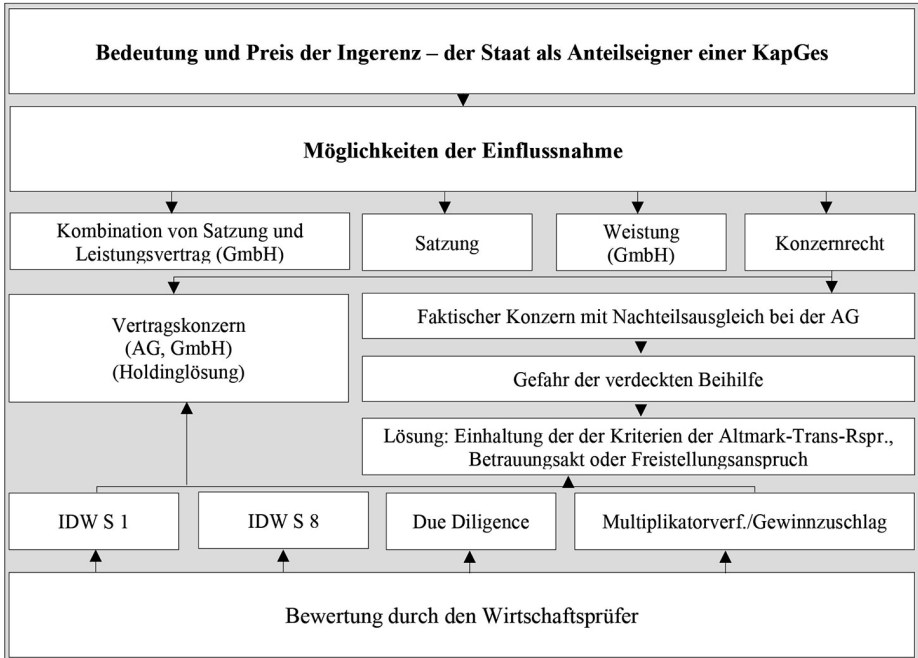 Bedeutung und Preis der Ingerenz – der Staat als Anteilseigner einer KapGes
Möglichkeiten der Einflussnahme
Kombination von Satzung und
Leistungsvertrag (GmbH)
Satzung
Weistung
(GmbH)
Konzernrecht
Vertragskonzern
(AG, GmbH)
(Holdinglösung)
Faktischer Konzern mit Nachteilsausgleich bei der AG
Gefahr der verdeckten Beihilfe
Lösung: Einhaltung der der Kriterien der Altmark-Trans-Rspr.,
Betrauungsakt oder Freistellungsanspruch
IDW S 1
IDW S 8
Due Diligence
Multiplikatorverf./Gewinnzuschlag
Bewertung durch den Wirtschaftsprüfer